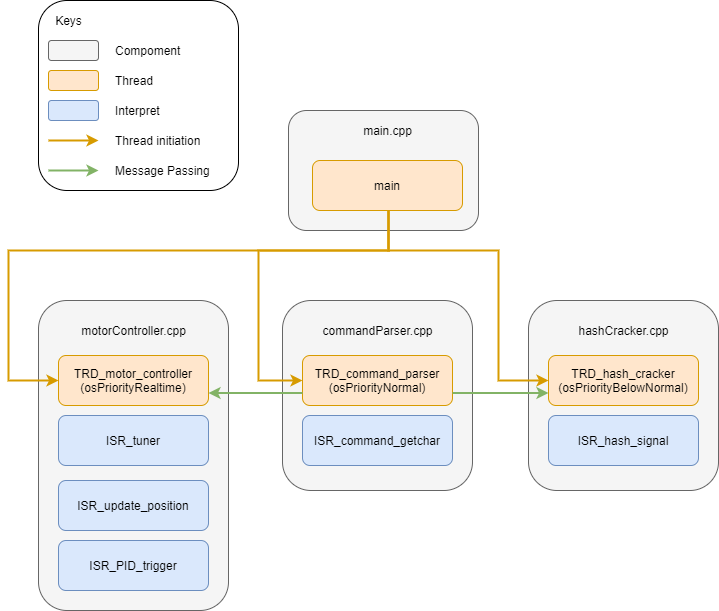 Keys
Compoment
Thread
Interpret
Thread initiation
Message Passing
main.cpp
main
motorController.cpp
TRD_motor_controller
(osPriorityRealtime)
ISR_tuner
ISR_update_position
ISR_PID_trigger
commandParser.cpp
TRD_command_parser
(osPriorityNormal)
ISR_command_getchar
hashCracker.cpp
TRD_hash_cracker
(osPriorityBelowNormal)
ISR_hash_signal